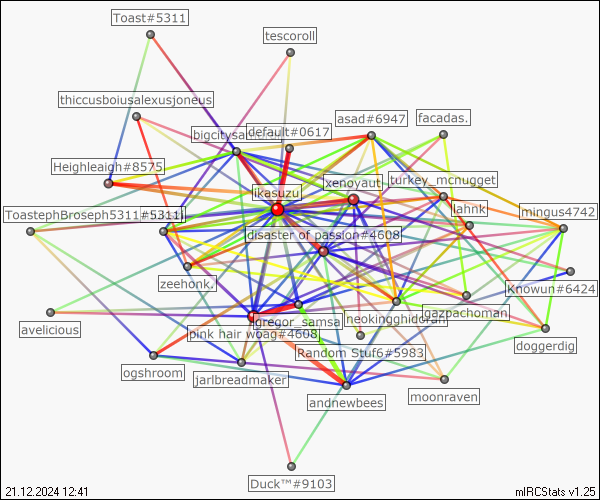 Toast#5311
tescoroll
thiccusboiusalexusjoneus
asad#6947
facadas.
default#0617
Heighleaigh#8575
ikasuzu
xenoyaut
turkey_mcnugget
ToastephBroseph5311#5311
lahnk
mingus4742
disaster of passion#4608
zeehonk,
Knowun#6424
gazpachoman
avelicious
gregor_samsa
neokingghidorah
pink hair woag#4608
doggerdig
Random Stuf6#5983
ogshroom
jarlbreadmaker
moonraven
andnewbees
Duck™#9103
21.12.2024 12:41
mIRCStats v1.25